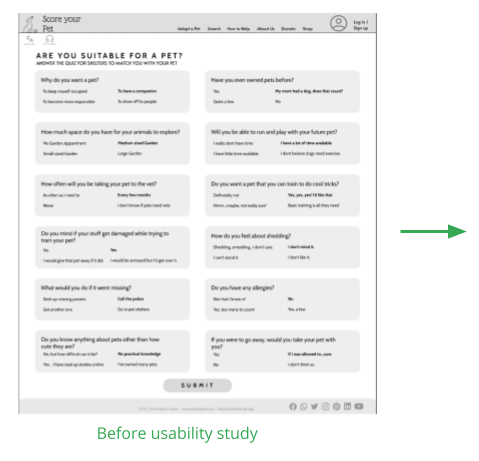 Score your
Pet
Adopt a Pet Search How to Help About Us Donate Shop
Log in /
Sign up
ARE YOU SUITABLE FOR A PET?
ANSWER THE QUIZ FOR SHELTERS TO MATCH YOU WITH YOUR PET
Why do you want a pet?
To keep myself occupied To have a companion
To become more responsible To show off to people
Have you ever owned pets before?
Yes My mom had a dog, does that count?
Quite a few No
How much space do you have for your animals to explore?
No Garden /appartment Medium sized Garden
Small sized Garden Large Garden
Will you be able to run and play with your future pet?
I really dont have time I have a lot of time available
I have little time available I dont believe dogs need exercise.
How often will you be taking your pet to the vet?
As often as I need to Every few months
Never I don't know if pets need vets
Do you want a pet that you can train to do cool tricks?
Definately not Yes, yes, yes! I'd like that
Hmm...maybe, not really sure" Basic training is all they need
Do you mind if your stuff get damaged while trying to
train your pet?
No Yes
I would give that pet away if it did I would be annoyed but I'd get over it
How do you feel about shedding?
Shedding, smedding...I don't care. I don't mind it.
I can't stand it. I don't like it.
What would you do if it went missing?
Stick up missing posters Call the police
Get another one Go to pet shelters
Do you have any allergies?
Not that I know of No
Yes, too many to count Yes, a few
Do you know anything about pets other than how
cute they are?
No, but how difficult can it be? No practical knowledge
Yes... I have read up on sites online I've owned many pets
If you were to go away, would you take your pet with
you?
Yes If I was allowed to, sure
No I don't think so.
SUBMIT
Before usability study